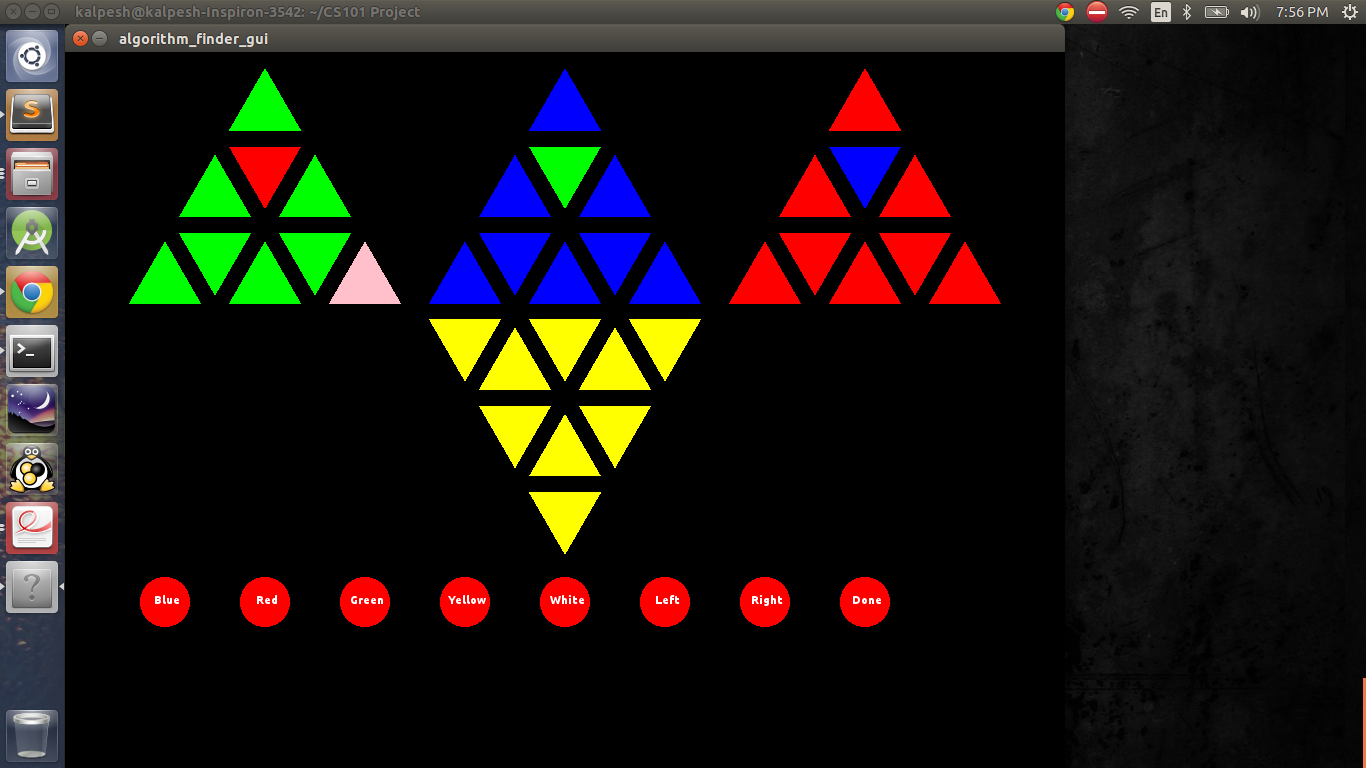 kalpesh@kalpesh-Inspiron-3542: ~/CS101 Project
En
7:56 PM
algorithm_finder_gui
Blue Red Green Yellow White Left Right Done